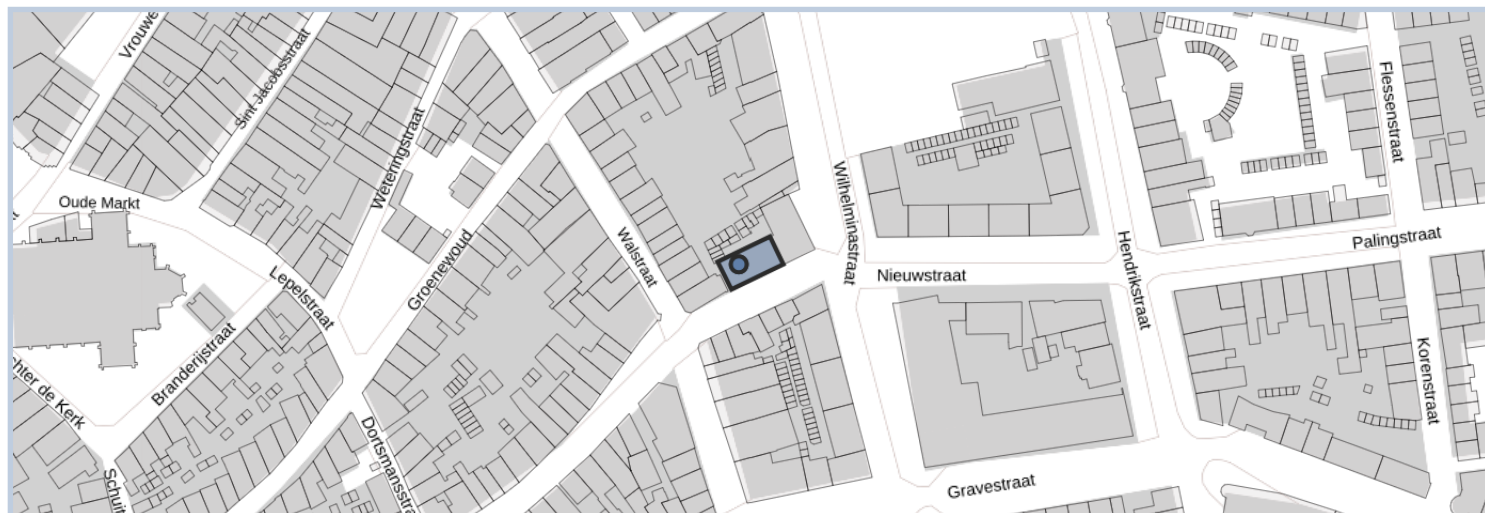 Vrouwe
Sint Jacobsstraat
Flessenstraat
Weteringstraat
Oude Markt
Wilhelminastraat
Walstraat
Groenewoud
Palingstraat
Hendrikstraat
Nieuwstraat
Lepelstraat
Branderijstraat
Korenstraat
chter de Kerk
Dortsmansstra
Schuit
Gravestraat